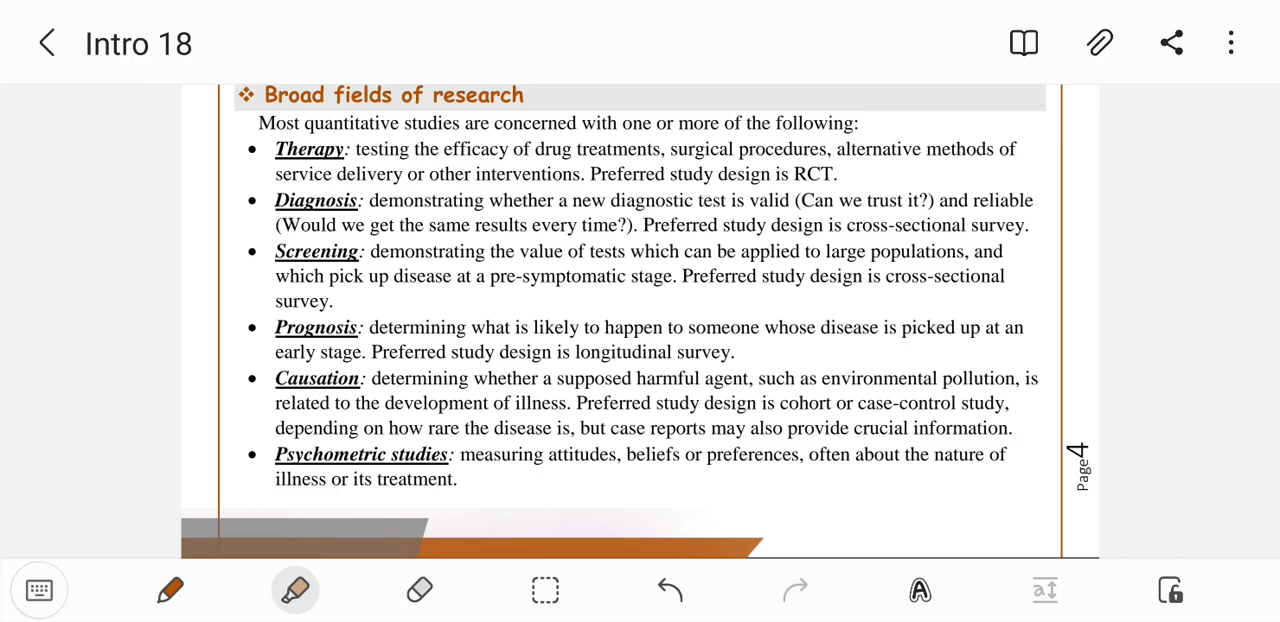 Intro 18
❖ Broad fields of research
Most quantitative studies are concerned with one or more of the following:
• Therapy: testing the efficacy of drug treatments, surgical procedures, alternative methods of
service delivery or other interventions. Preferred study design is RCT.
• Diagnosis: demonstrating whether a new diagnostic test is valid (Can we trust it?) and reliable
(Would we get the same results every time?). Preferred study design is cross-sectional survey.
• Screening: demonstrating the value of tests which can be applied to large populations, and
which pick up disease at a pre-symptomatic stage. Preferred study design is cross-sectional
survey.
• Prognosis: determining what is likely to happen to someone whose disease is picked up at an
early stage. Preferred study design is longitudinal survey.
• Causation: determining whether a supposed harmful agent, such as environmental pollution, is
related to the development of illness. Preferred study design is cohort or case-control study,
depending on how rare the disease is, but case reports may also provide crucial information.
• Psychometric studies: measuring attitudes, beliefs or preferences, often about the nature of
illness or its treatment.
Page4
A
a